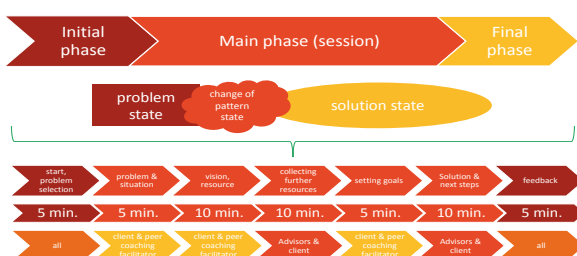 Initial
phase
Main phase (session)
Final
phase
problem
state
change of
pattern
state
solution state
start,
problem
selection
problem &
situation
vision,
resource
collecting
further
resources
setting goals
Solution &
next steps
feedback
5 min.
5 min.
10 min.
10 min.
5 min.
10 min.
5 min.
all
client & peer
coaching
facilitator
client & peer
coaching
facilitator
Advisors &
client
client & peer
coaching
facilitator
Advisors &
client
all